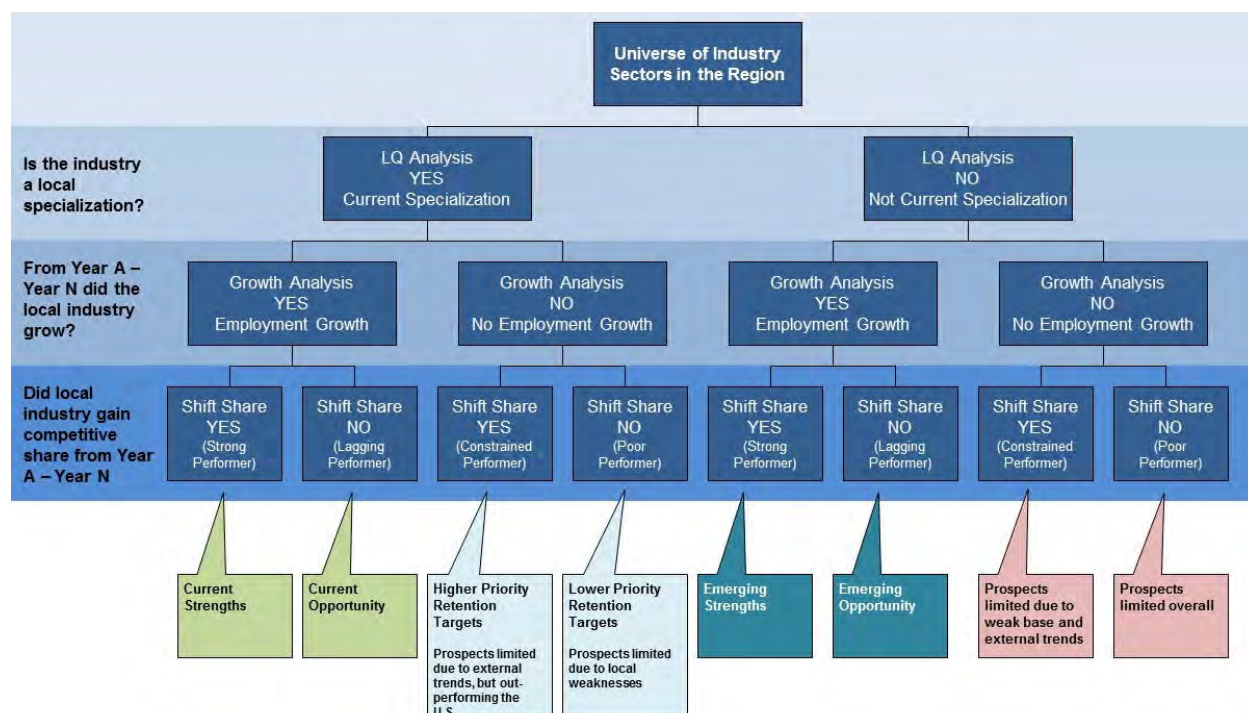 Universe of Industry
Sectors in the Region
Is the industry
a local
specialization?
LQ Analysis
YES
Current Specialization
LQ Analysis
NO
Not Current Specialization
From Year A –
Year N did the
local industry
grow?
Growth Analysis
YES
Employment Growth
Growth Analysis
NO
No Employment Growth
Growth Analysis
YES
Employment Growth
Growth Analysis
NO
No Employment Growth
Did local
industry gain
competitive
share from Year
A – Year N
Shift Share
YES
(Strong
Performer)
Shift Share
NO
(Lagging
Performer)
Shift Share
YES
(Constrained
Performer)
Shift Share
NO
(Poor
Performer)
Shift Share
YES
(Strong
Performer)
Shift Share
NO
(Lagging
Performer)
Shift Share
YES
(Constrained
Performer)
Shift Share
NO
(Poor
Performer)
Current
Strengths
Current
Opportunity
Higher Priority
Retention
Targets
Prospects limited
due to external
trends, but out-
performing the
U.S.
Lower Priority
Retention
Targets
Prospects limited
due to local
weaknesses
Emerging
Strengths
Emerging
Opportunity
Prospects
limited due to
weak base and
external trends
Prospects
limited overall